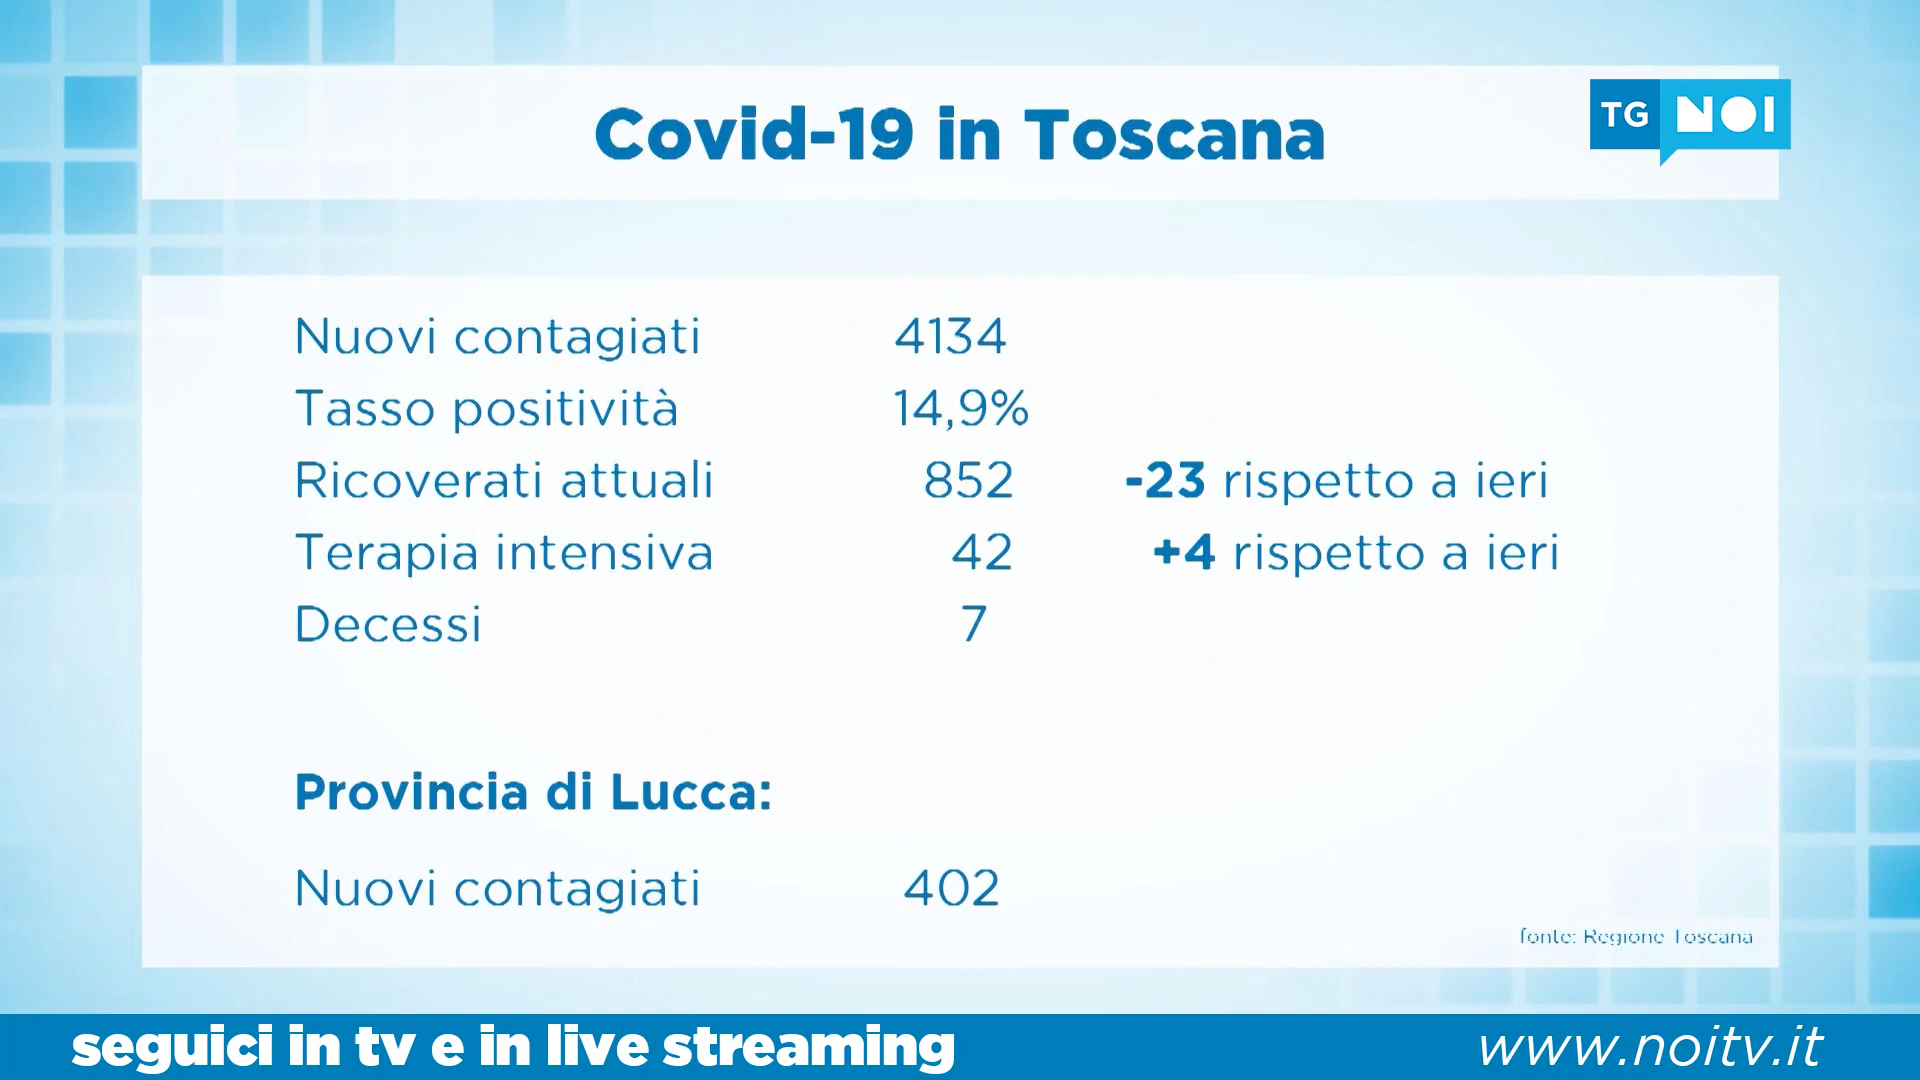 Covid-19 in Toscana
TG NOI
Nuovi contagiati 4134
Tasso positività 14,9%
Ricoverati attuali 852 -23 rispetto a ieri
Terapia intensiva 42 +4 rispetto a ieri
Decessi 7
Provincia di Lucca:
Nuovi contagiati 402
fonte: Regione Toscana
seguici in tv e in live streaming www.noitv.it